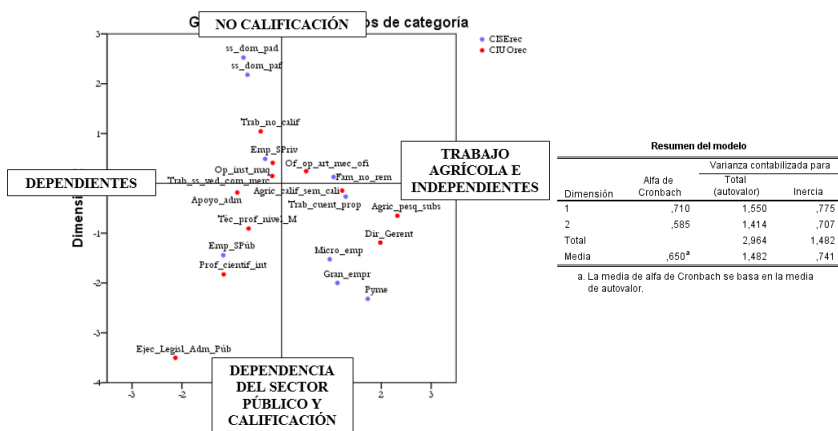 NO CALIFICACIÓN
os de categoría
CISErec
CIUOrec
ss_dom_pad
ss_dom_paf
Trab_no_calif
Emp_SPriv
Of_op_art_mec_ofi
Op_inst_maq
Fam_no_rem
Trab_ss_ved_com_merc
Agric_calif_sem_cali
Apoyo_adm
Trab_cuent_prop
Agric_pesq_subs
Téc_prof_nivel_M
Dir_Gerent
Emp_SPúb
Micro_emp
Prof_cientif_int
Gran_empr
Pyme
Ejec_Legisl_Adm_Púb
DEPENDIENTES
TRABAJO
AGRÍCOLA E
INDEPENDIENTES
DEPENDENCIA
DEL SECTOR
PÚBLICO Y
CALIFICACIÓN
3
2
1
-1
-2
-3
-4
-3
-2
2
3
Resumen del modelo
Dimensión Alfa de Cronbach Varianza contabilizada para
Total (autovalor) Inercia
1 ,710 1,550 ,775
2 ,585 1,414 ,707
Total 2,964 1,482
Media ,650a 1,482 ,741
a. La media de alfa de Cronbach se basa en la media
de autovalor.